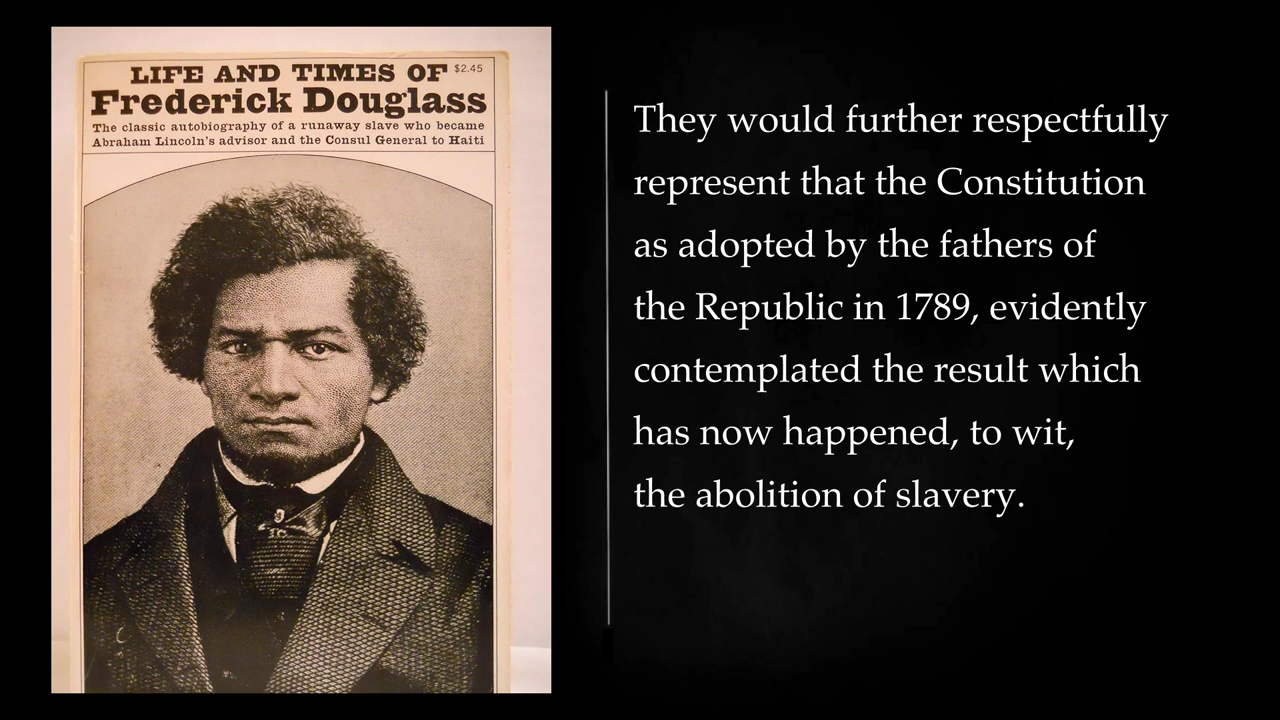 LIFE AND TIMES OF $2.45
Frederick Douglass
The classic autobiography of a runaway slave who became
Abraham Lincoln's advisor and the Consul General to Haiti
They would further respectfully
represent that the Constitution
as adopted by the fathers of
the Republic in 1789, evidently
contemplated the result which
has now happened, to wit,
the abolition of slavery.